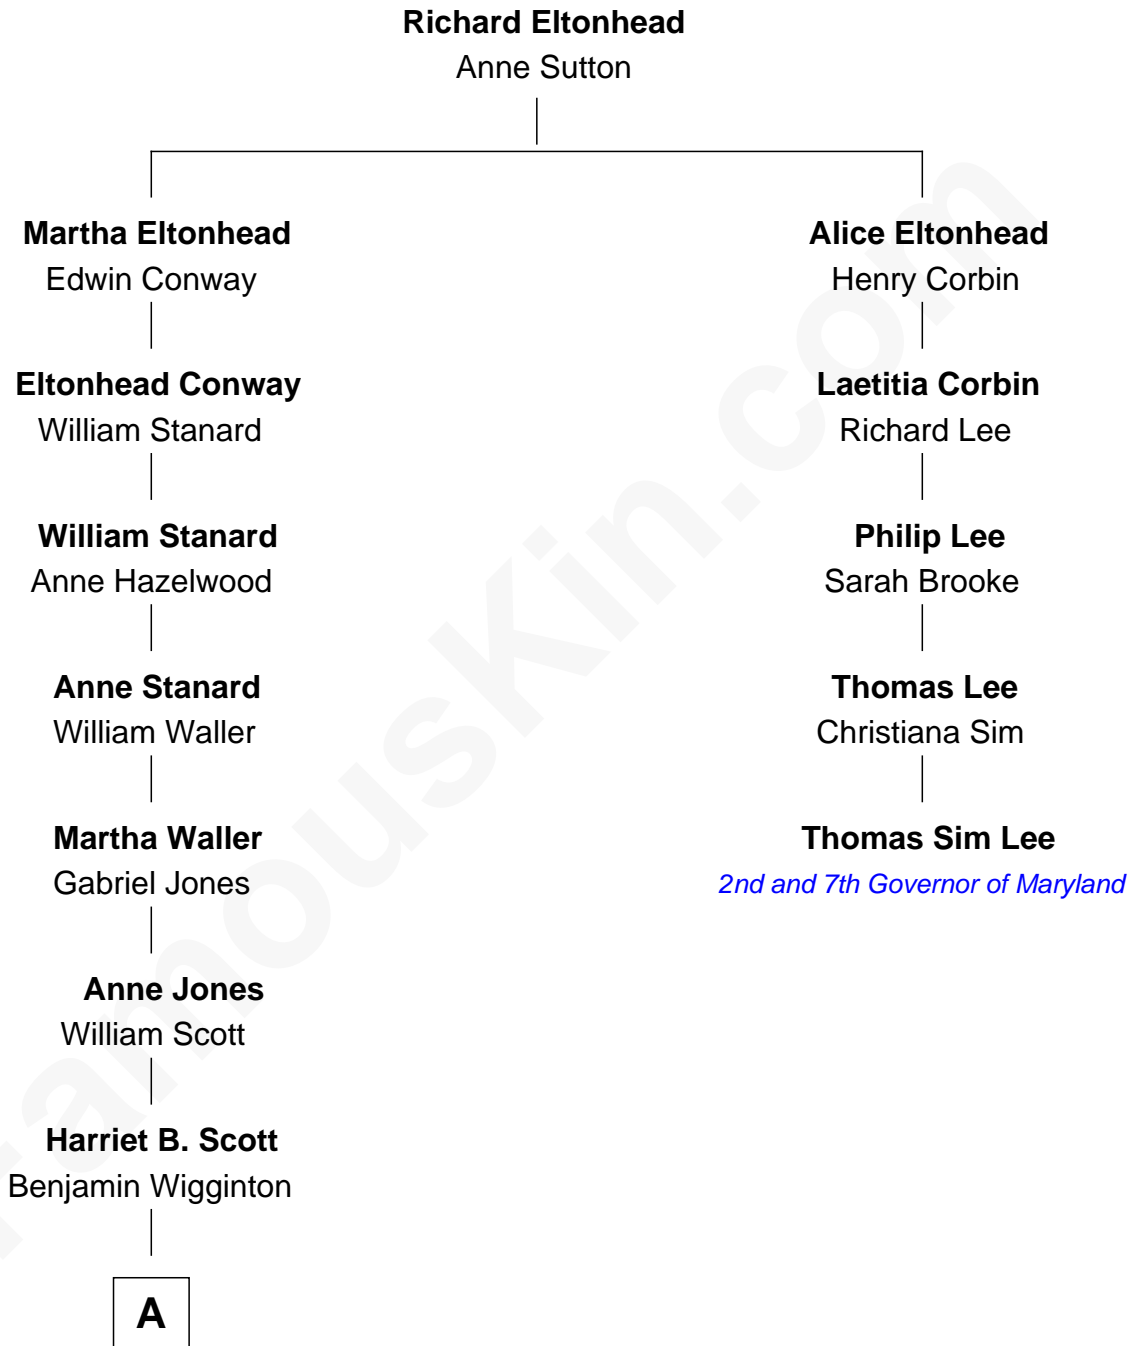 Richard Eltonhead
Anne Sutton
Martha Eltonhead
Edwin Conway
Alice Eltonhead
Henry Corbin
Eltonhead Conway
William Stanard
Laetitia Corbin
Richard Lee
William Stanard
Anne Hazelwood
Philip Lee
Sarah Brooke
Anne Stanard
William Waller
Thomas Lee
Christiana Sim
Martha Waller
Gabriel Jones
Thomas Sim Lee
2nd and 7th Governor of Maryland
Anne Jones
William Scott
Harriet B. Scott
Benjamin Wigginton
A
FamousKin.com